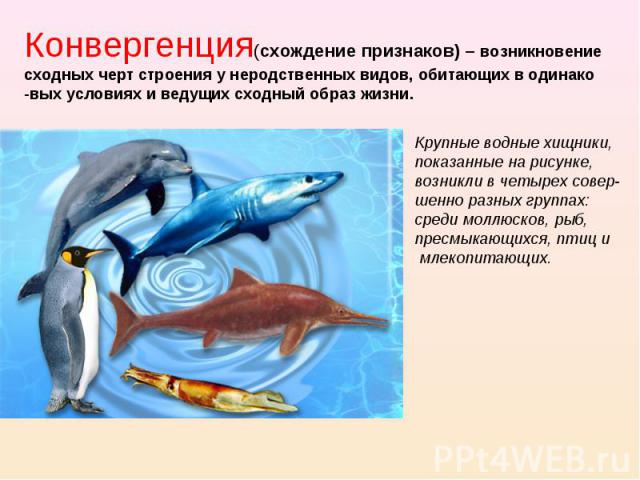 Конвергенция(схождение признаков) – возникновение
сходных черт строения у неродственных видов, обитающих в одинако
-вых условиях и ведущих сходный образ жизни.
Крупные водные хищники,
показанные на рисунке,
возникли в четырех совер-
шенно разных группах:
среди моллюсков, рыб,
пресмыкающихся, птиц и
млекопитающих.
PPt4WEB.ru